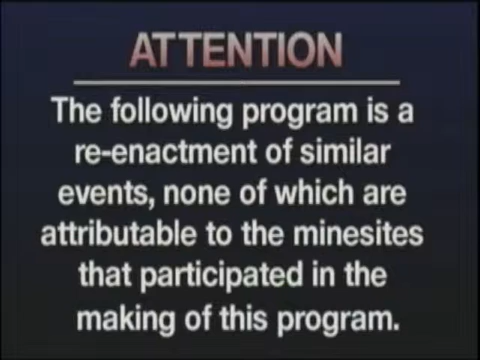 ATTENTION
The following program is a
re-enactment of similar
events, none of which are
attributable to the minesites
that participated in the
making of this program.